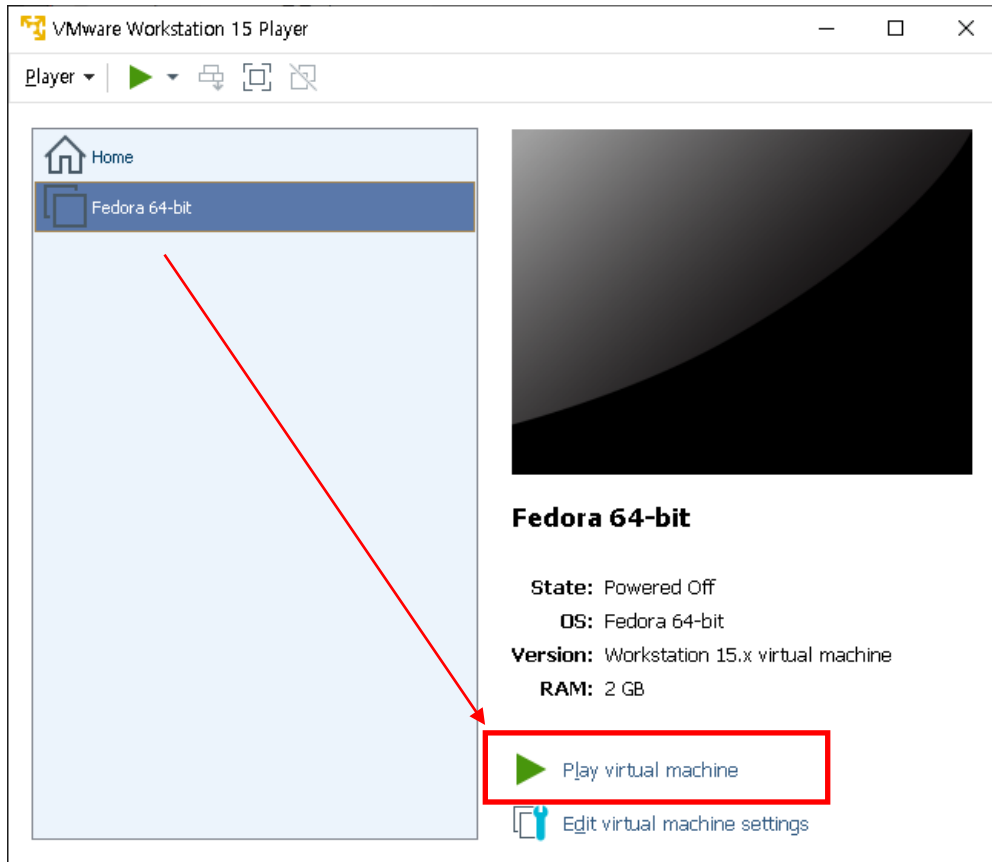 VMware Workstation 15 Player
Player
Home
Fedora 64-bit
Fedora 64-bit
State: Powered Off
OS: Fedora 64-bit
Version: Workstation 15.x virtual machine
RAM: 2 GB
Play virtual machine
Edit virtual machine settings